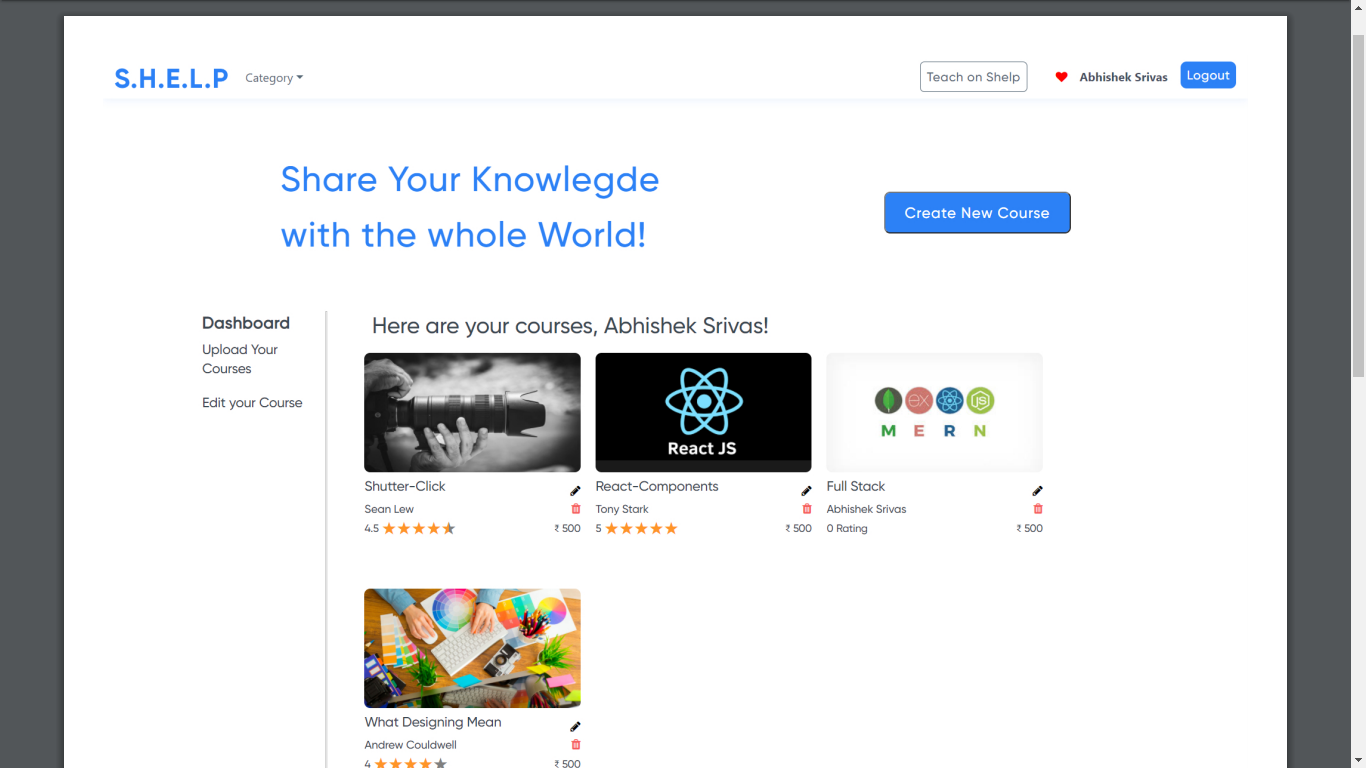 S.H.E.L.P
Category
Teach on Shelp
Abhishek Srivas
Logout
Share Your Knowlegde
with the whole World!
Create New Course
Dashboard
Upload Your
Courses
Edit your Course
Here are your courses, Abhishek Srivas!
React JS
EX
JS
M E R N
Shutter-Click
Sean Lew
4.5
₹ 500
React-Components
Tony Stark
5
₹ 500
Full Stack
Abhishek Srivas
0 Rating
₹ 500
What Designing Mean
Andrew Couldwell
4
₹ 500